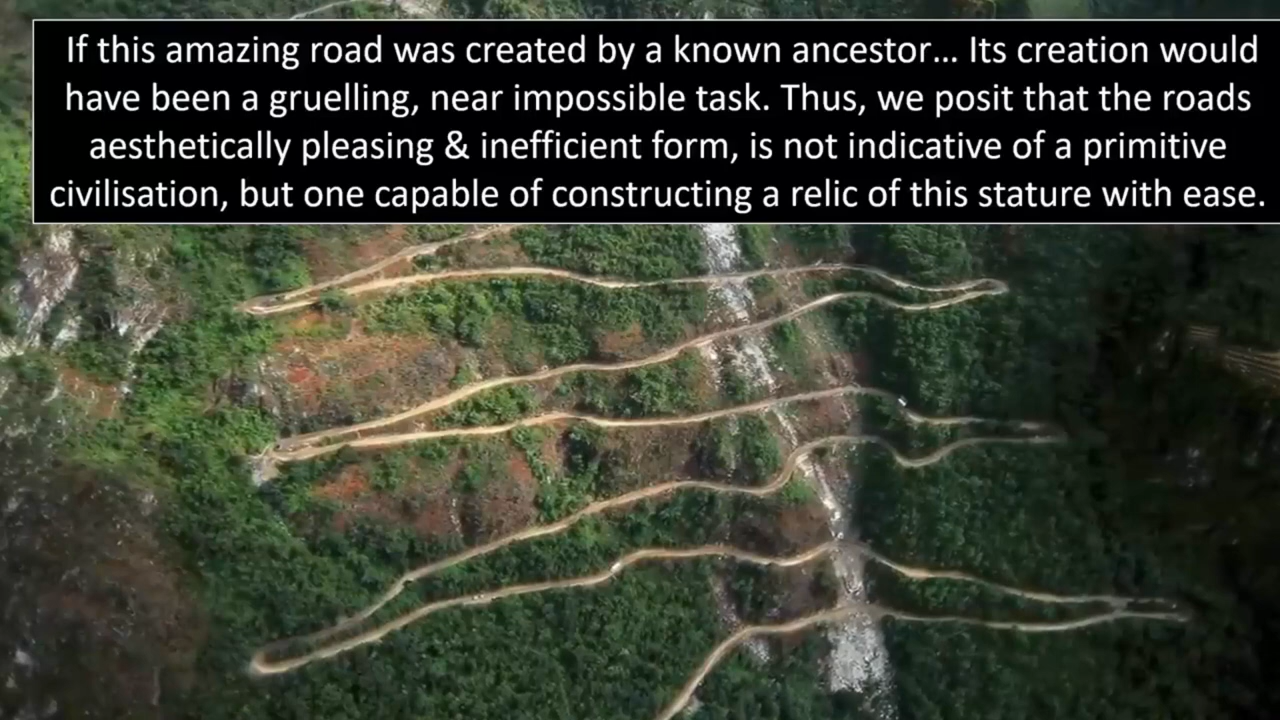 If this amazing road was created by a known ancestor... Its creation would
have been a gruelling, near impossible task. Thus, we posit that the roads
aesthetically pleasing & inefficient form, is not indicative of a primitive
civilisation, but one capable of constructing a relic of this stature with ease.